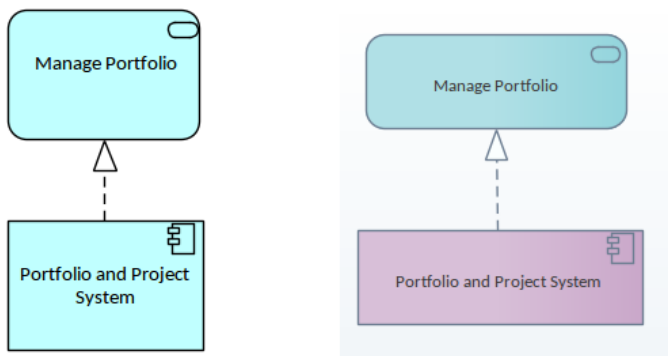 Manage Portfolio
Portfolio and Project
System
Manage Portfolio
Portfolio and Project System